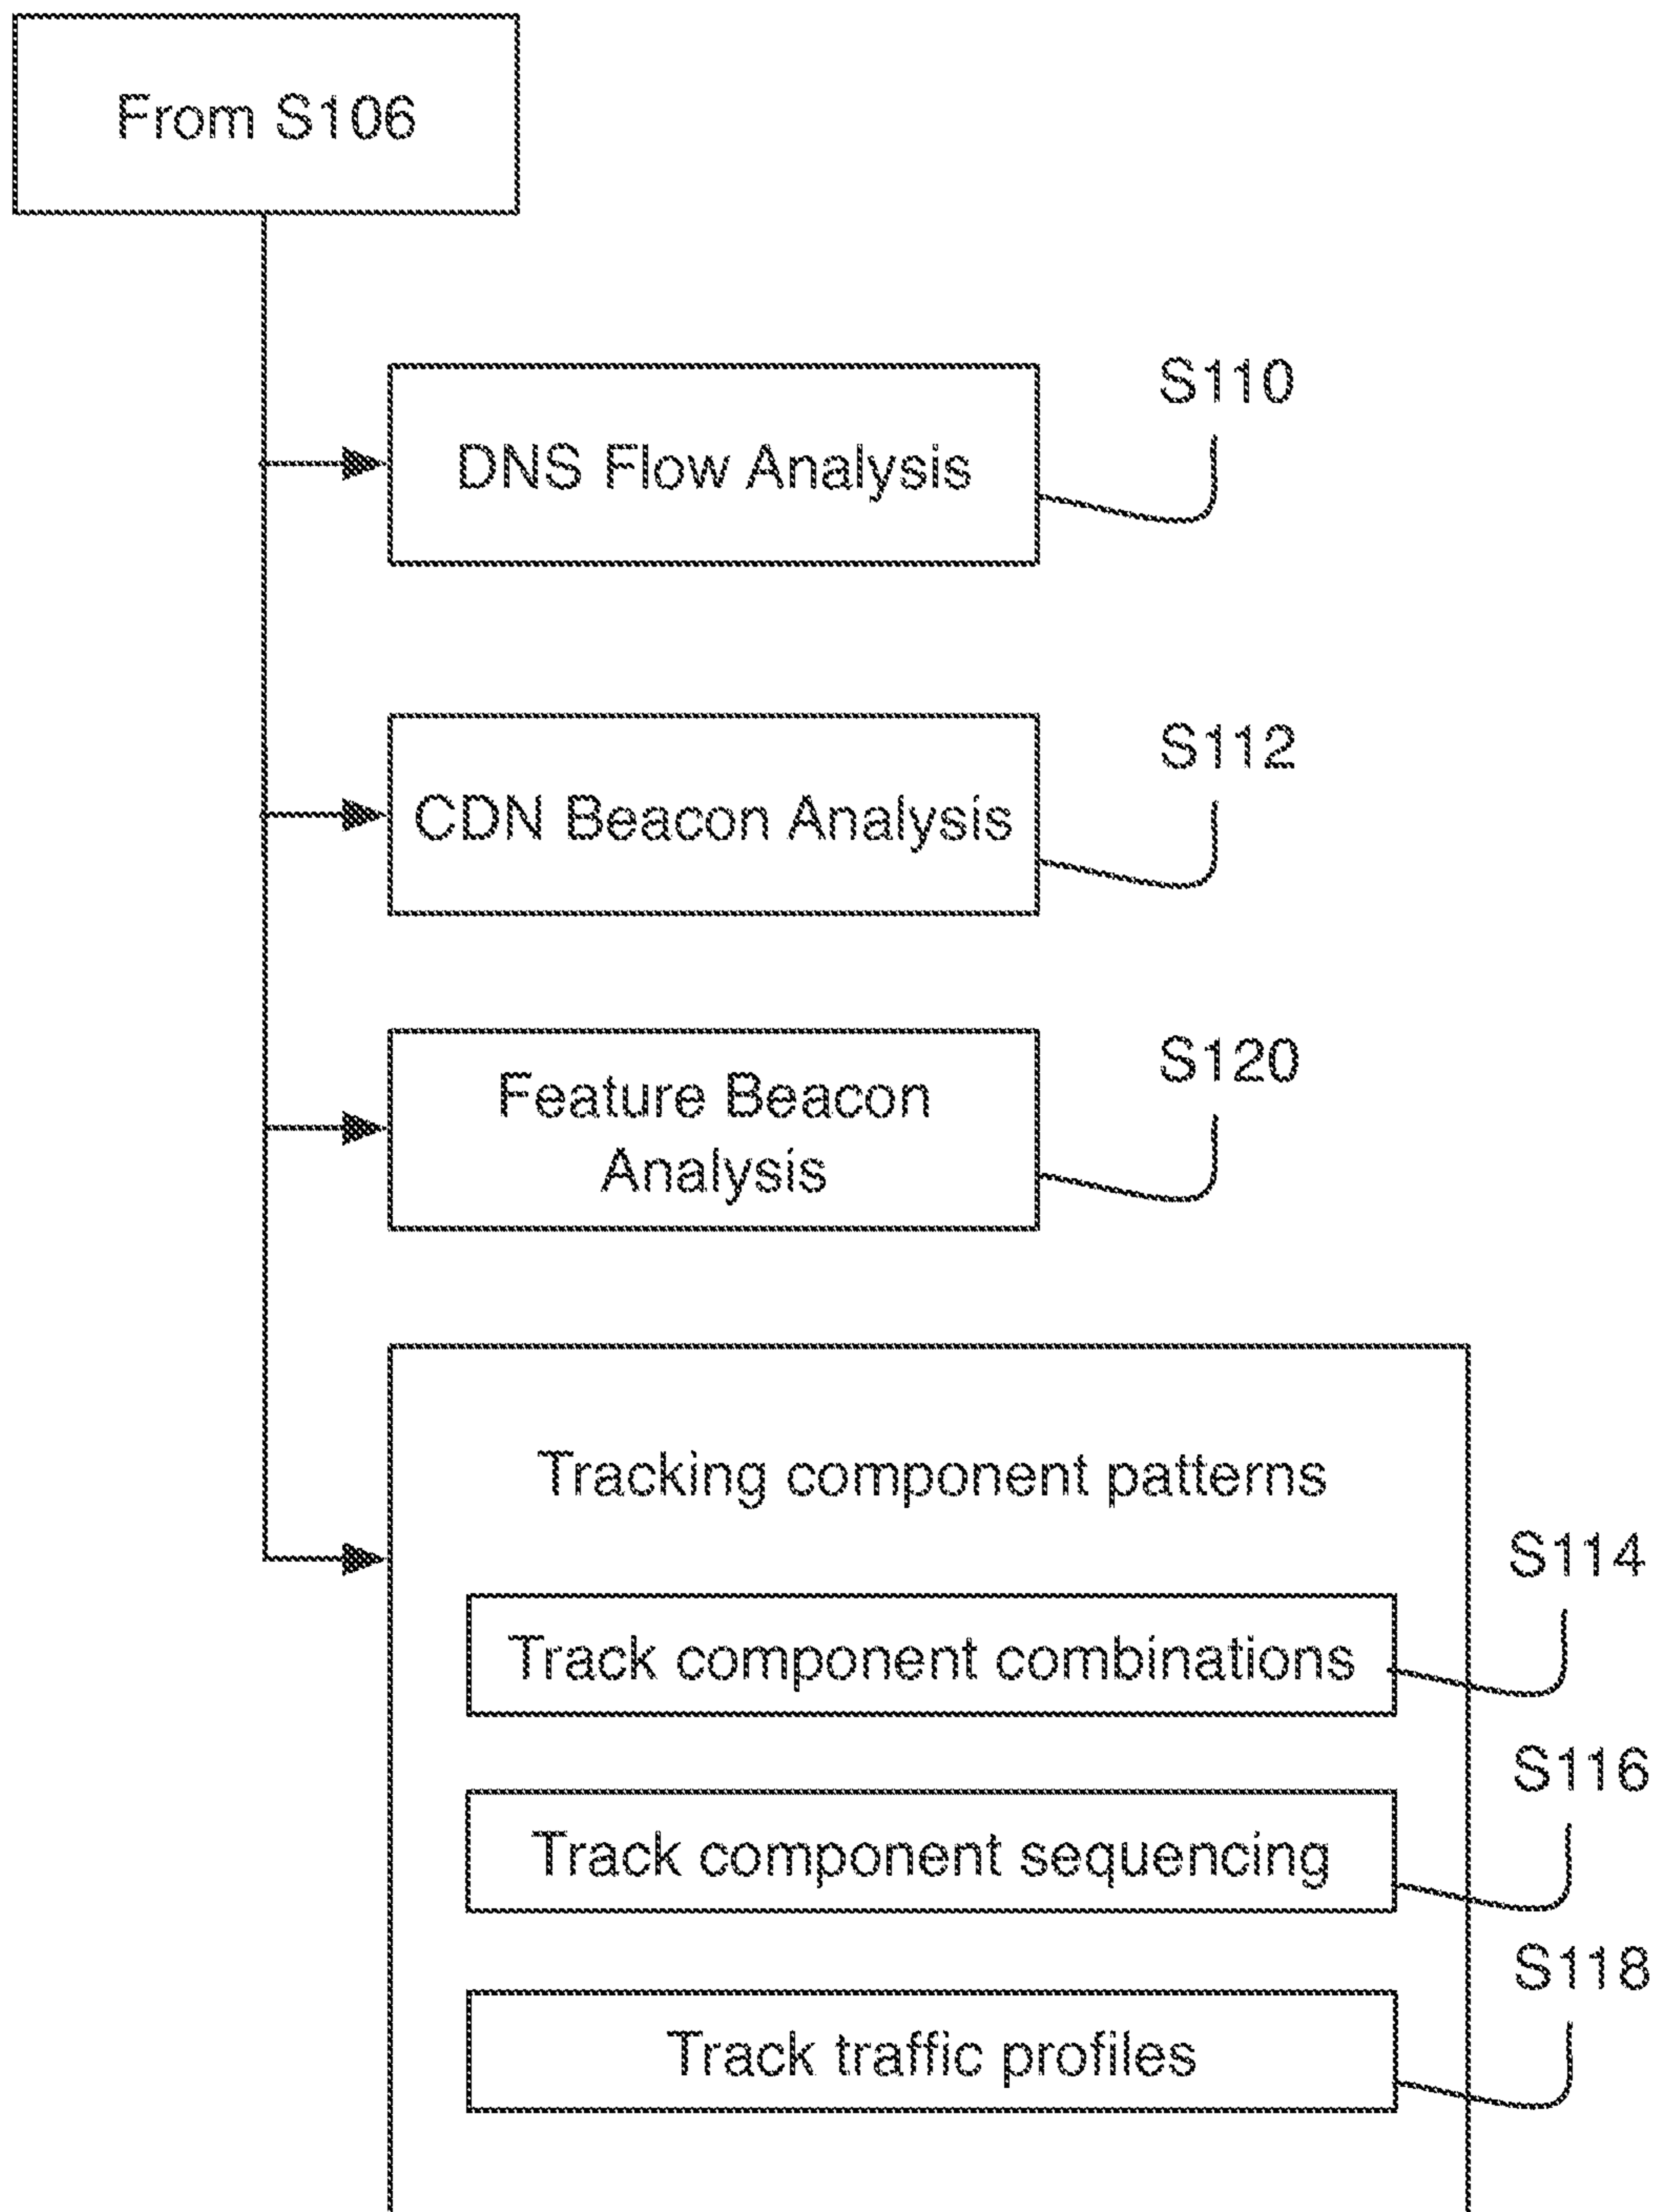 From S106
S110
DNS Flow Analysis
S112
CDN Beacon Analysis
S120
Feature Beacon
Analysis
Tracking component patterns
S114
Track component combinations
S116
Track component sequencing
S118
Track traffic profiles